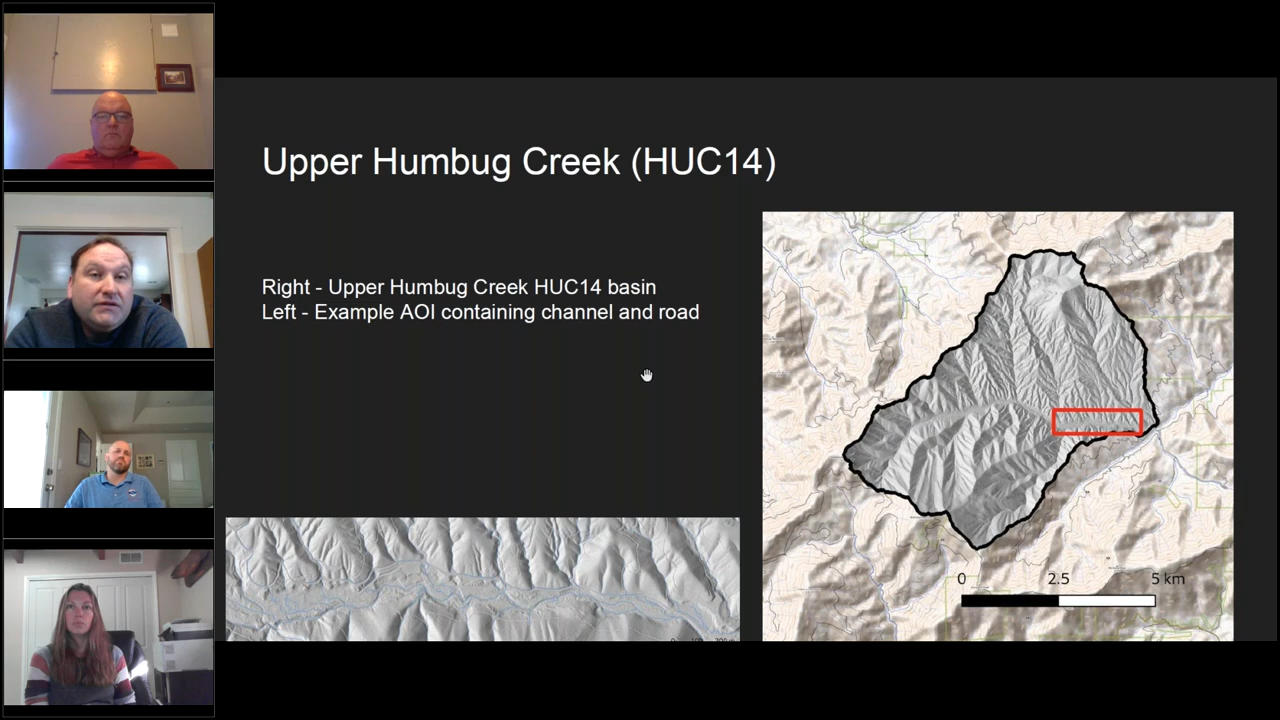 Upper Humbug Creek (HUC14)
Right - Upper Humbug Creek HUC14 basin
Left - Example AOI containing channel and road
0 2.5 5 km